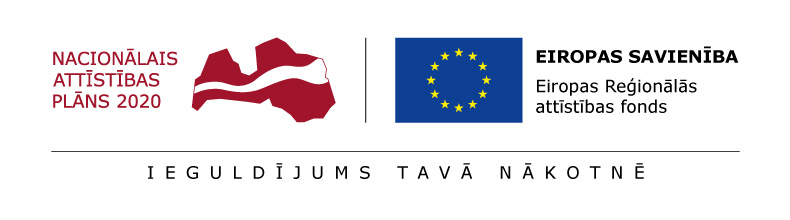 NACIONĀLAIS
ATTĪSTĪBAS
PLĀNS 2020
EIROPAS SAVIENĪBA
Eiropas Reģionālās
attīstības fonds
IEGULDĪJUMS TAVĀ NĀKOTNĒ